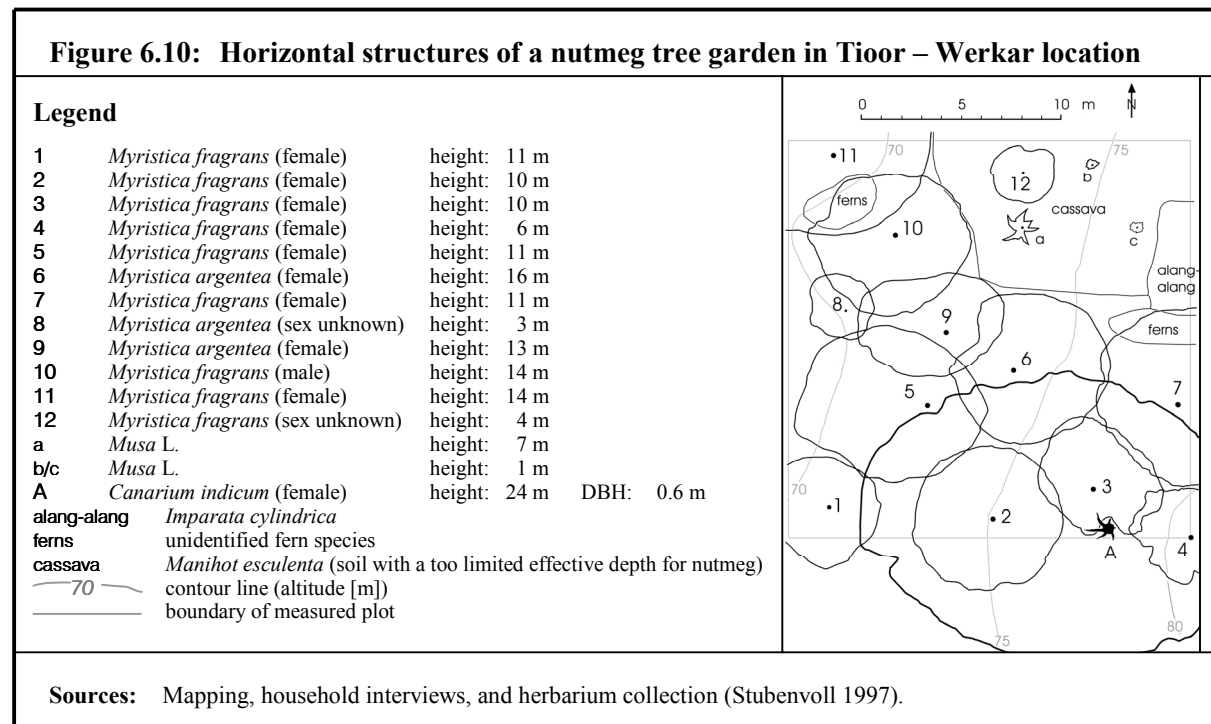 Figure 6.10: Horizontal structures of a nutmeg tree garden in Tioor – Werkar location
Legend
1 Myristica fragrans (female) height: 11 m
2 Myristica fragrans (female) height: 10 m
3 Myristica fragrans (female) height: 10 m
4 Myristica fragrans (female) height: 6 m
5 Myristica fragrans (female) height: 11 m
6 Myristica argentea (female) height: 16 m
7 Myristica fragrans (female) height: 11 m
8 Myristica argentea (sex unknown) height: 3 m
9 Myristica argentea (female) height: 13 m
10 Myristica fragrans (male) height: 14 m
11 Myristica fragrans (female) height: 14 m
12 Myristica fragrans (sex unknown) height: 4 m
a Musa L. height: 7 m
b/c Musa L. height: 1 m
A Canarium indicum (female) height: 24 m DBH: 0.6 m
alang-alang Imparata cylindrica
ferns unidentified fern species
cassava Manihot esculenta (soil with a too limited effective depth for nutmeg)
70 contour line (altitude [m])
boundary of measured plot
0 5 10 m N
11 70 75
12 b
ferns cassava
10 a c
alang-
alang
8 9 ferns
6
5 7
70 3
1 2
A 4
75 80
Sources: Mapping, household interviews, and herbarium collection (Stubenvoll 1997).